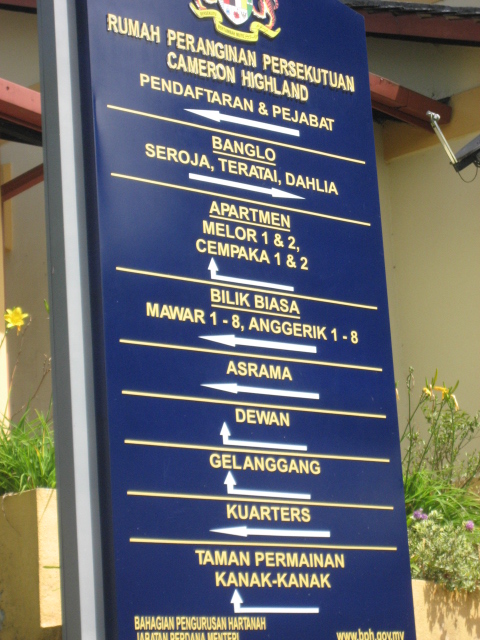 RUMAH PERANGINAN PERSEKUTUAN
CAMERON HIGHLAND
PENDAFTARAN & PEJABAT
BANGLO
SEROJA, TERATAI, DAHLIA
APARTMEN
MELOR 1 & 2,
CEMPAKA 1 & 2
BILIK BIASA
MAWAR 1 - 8, ANGGERIK 1 - 8
ASRAMA
DEWAN
GELANGGANG
KUARTERS
TAMAN PERMAINAN
KANAK-KANAK
BAHAGIAN PENGURUSAN HARTANAH
JABATAN PERDANA MENTERI
www.bph.gov.my